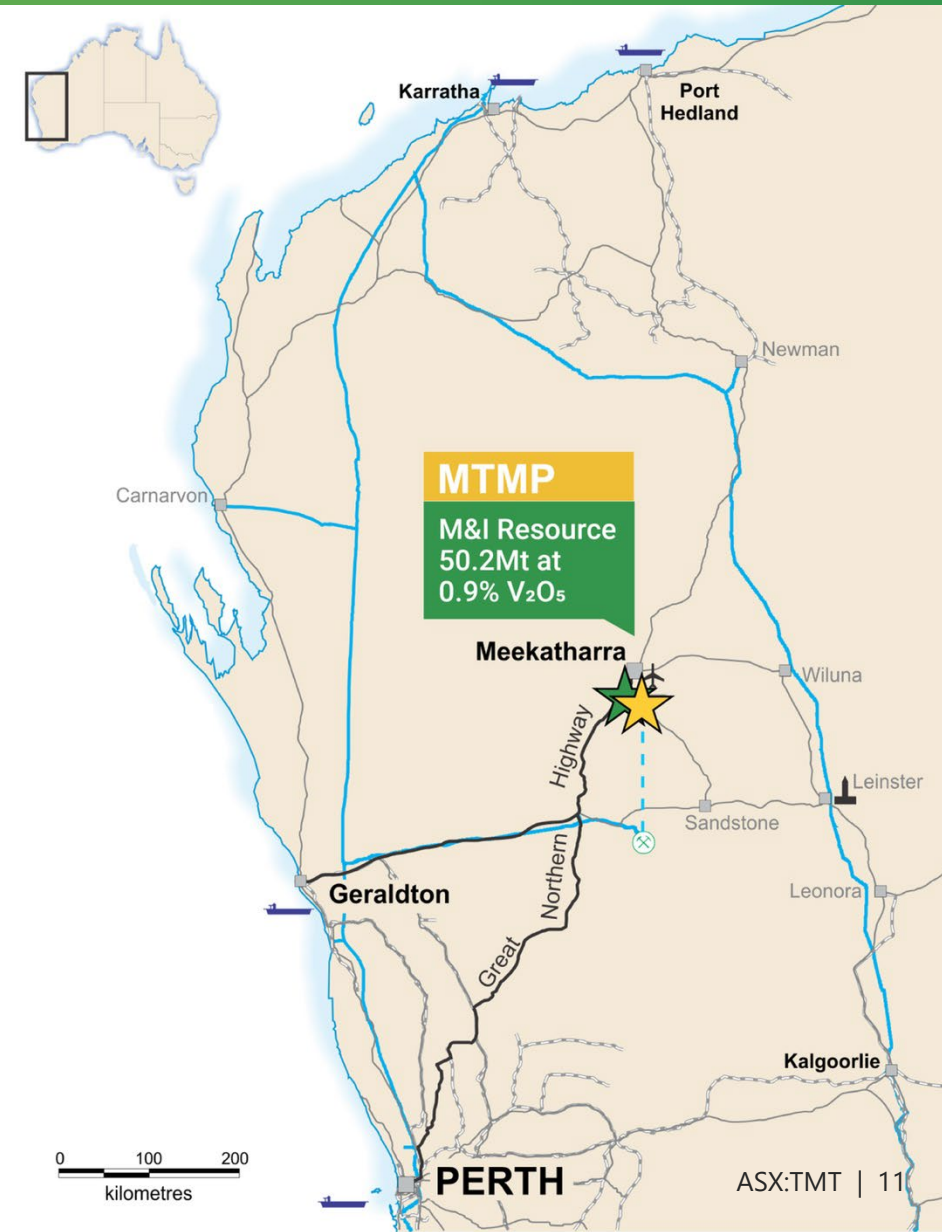 Karratha
Port
Hedland
Newman
Carnarvon
MTMP
M&I Resource
50.2Mt at
0.9% V₂O₅
Meekatharra
Wiluna
Highway
Leinster
Sandstone
Geraldton
Northern
Leonora
Great
Kalgoorlie
0 100 200
kilometres
PERTH
ASX:TMT | 11